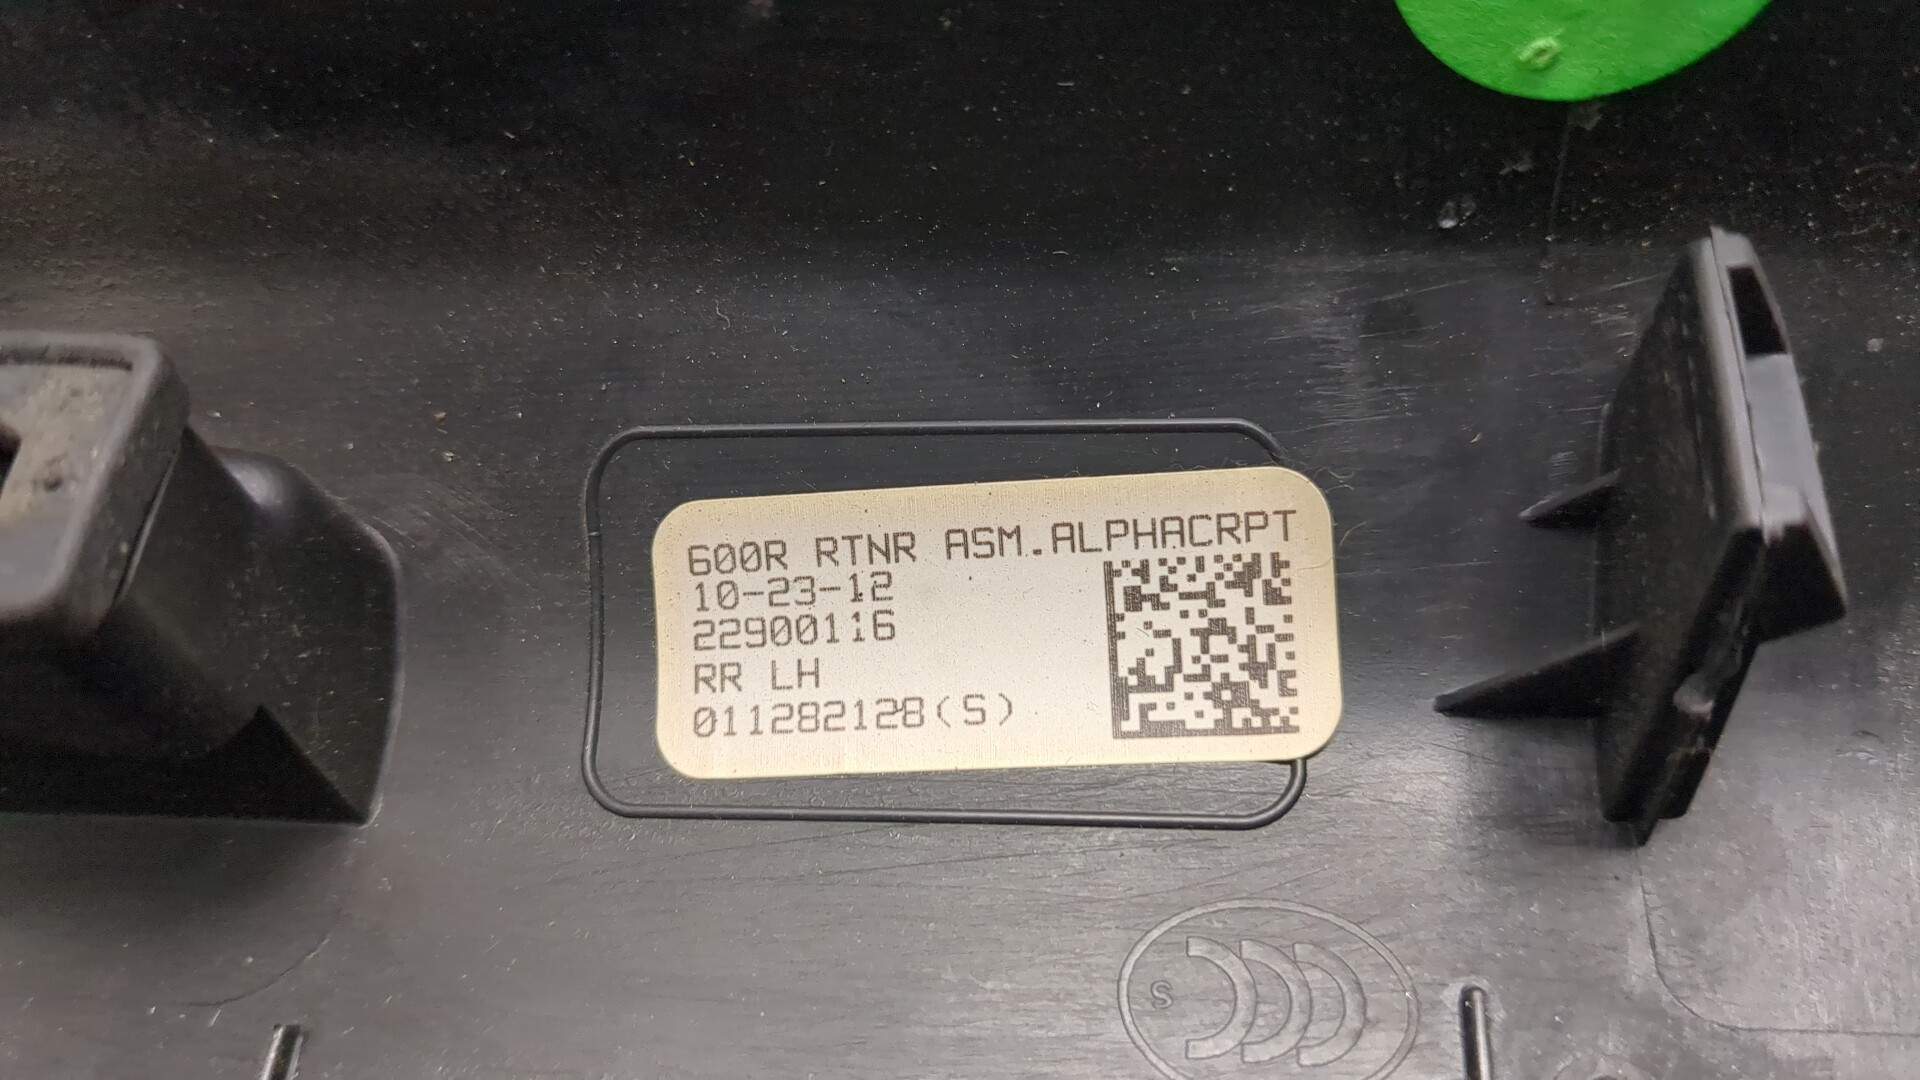 600R RTNR ASM.ALPHACRPT
10-23-12
22900116
RR LH
011282128(S)
S